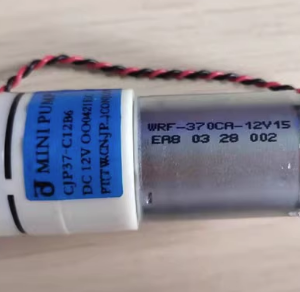 MINI PUMP
CJP37-C12B6
DC 12V
WRF-370CA-12V15
EA8 03 28 002